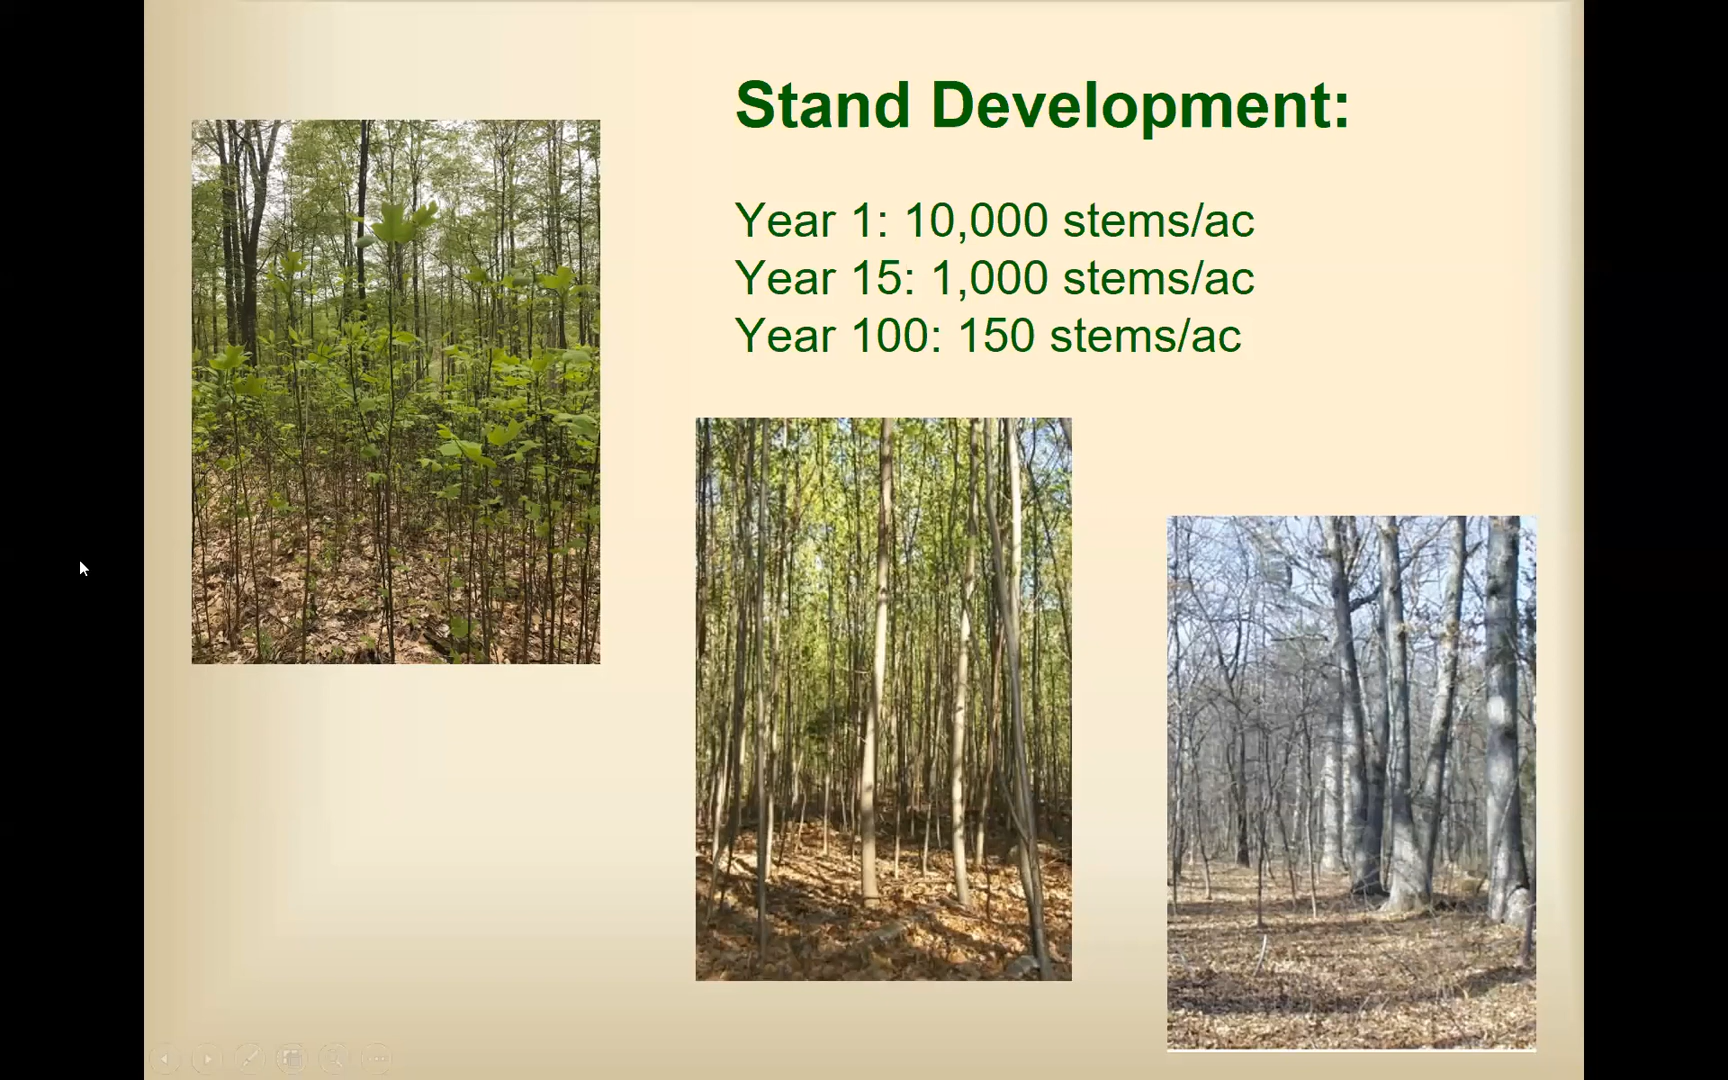 Stand Development:
Year 1: 10,000 stems/ac
Year 15: 1,000 stems/ac
Year 100: 150 stems/ac